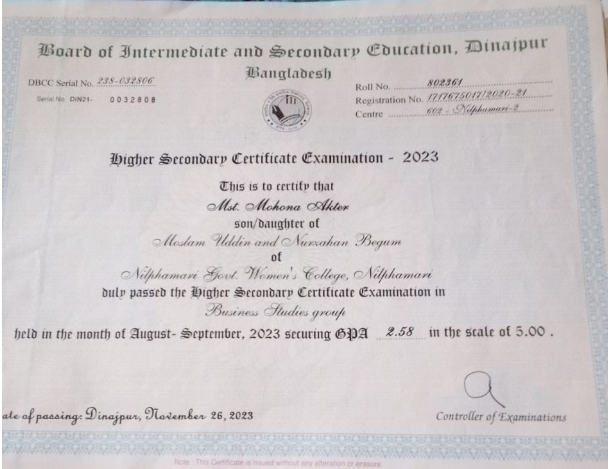 Board of Intermediate and Secondary Education, Dinajpur
Bangladesh
DBCC Serial No. 238-032806
Serial No. DIN21- 0032808
Roll No. 802361
Registration No. 1717675017/2020-21
Centre 602 - Nilphamari-2
Higher Secondary Certificate Examination - 2023
This is to certify that
Mst. Mohona Akter
son/daughter of
Moslam Uddin and Nurzahan Begum
of
Nilphamari Govt. Women's College, Nilphamari
duly passed the Higher Secondary Certificate Examination in
Business Studies group
held in the month of August- September, 2023 securing GPA 2.58 in the scale of 5.00 .
ate of passing: Dinajpur, November 26, 2023
Controller of Examinations
Note : This Certificate is issued without any alteration or erasure.